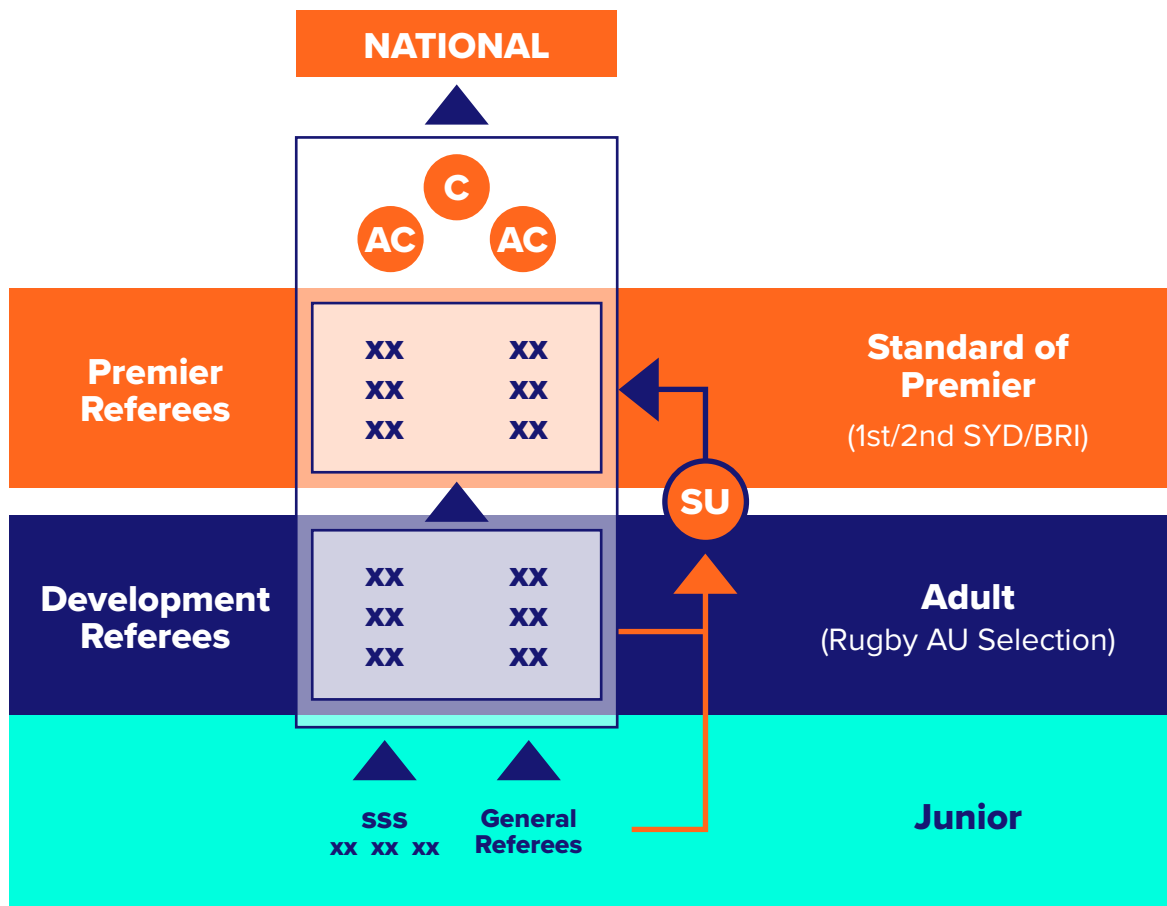 NATIONAL
C
AC AC
Premier
Referees
xx xx
xx xx
xx xx
Standard of
Premier
(1st/2nd SYD/BRI)
SU
Development
Referees
xx xx
xx xx
xx xx
Adult
(Rugby AU Selection)
SSS
xx xx xx
General
Referees
Junior